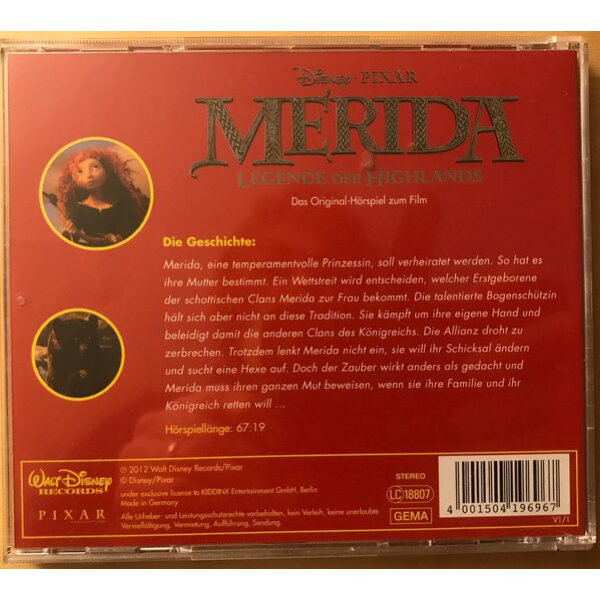 Disney · PIXAR
MERIDA
LEGENDE DER HIGHLANDS
Das Original-Hörspiel zum Film
Die Geschichte:
Merida, eine temperamentvolle Prinzessin, soll verheiratet werden. So hat es
ihre Mutter bestimmt. Ein Wettstreit wird entscheiden, welcher Erstgeborene
der schottischen Clans Merida zur Frau bekommt. Die talentierte Bogenschützin
hält sich aber nicht an diese Tradition. Sie kämpft um ihre eigene Hand und
beleidigt damit die anderen Clans des Königreichs. Die Allianz droht zu
zerbrechen. Trotzdem lenkt Merida nicht ein, sie will ihr Schicksal ändern
und sucht eine Hexe auf. Doch der Zauber wirkt anders als gedacht und
Merida muss ihren ganzen Mut beweisen, wenn sie ihre Familie und ihr
Königreich retten will ...
Hörspiellänge: 67:19
WALT DISNEY
RECORDS
PIXAR
℗ 2012 Walt Disney Records/Pixar
© Disney/Pixar
under exclusive license to KIDDINX Entertainment GmbH, Berlin
Made in Germany
Alle Urheber- und Leistungsschutzrechte vorbehalten, kein Verleih, keine unerlaubte
Vervielfältigung, Vermietung, Aufführung, Sendung.
STEREO
LC 18807
GEMA
4 001504 196967
V1/1